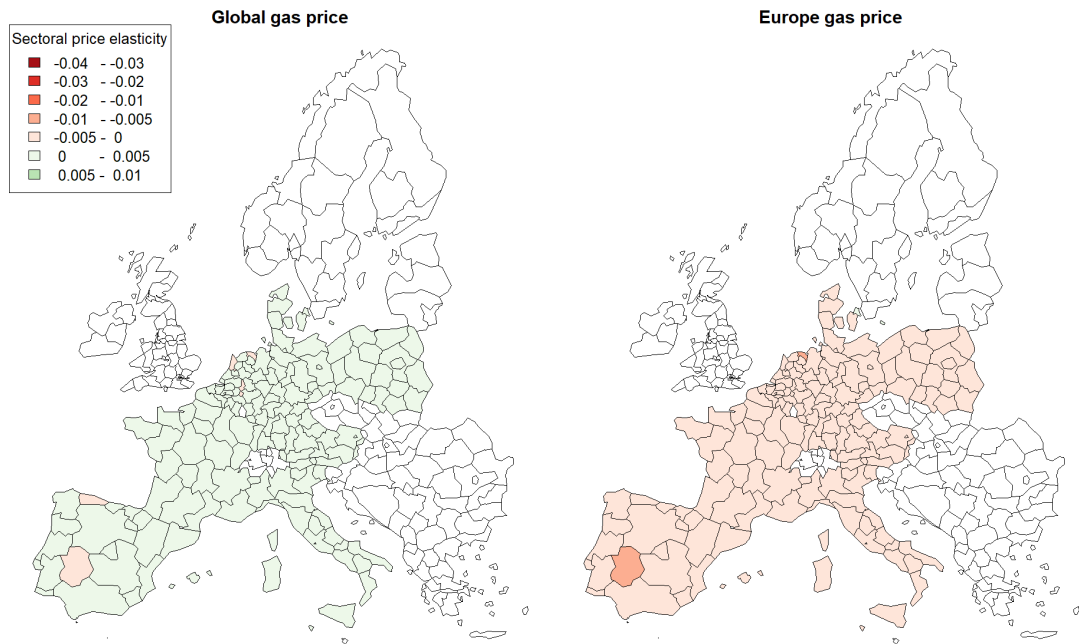 Global gas price
Europe gas price
Sectoral price elasticity
-0.04 - -0.03
-0.03 - -0.02
-0.02 - -0.01
-0.01 - -0.005
-0.005 - 0
0 - 0.005
0.005 - 0.01